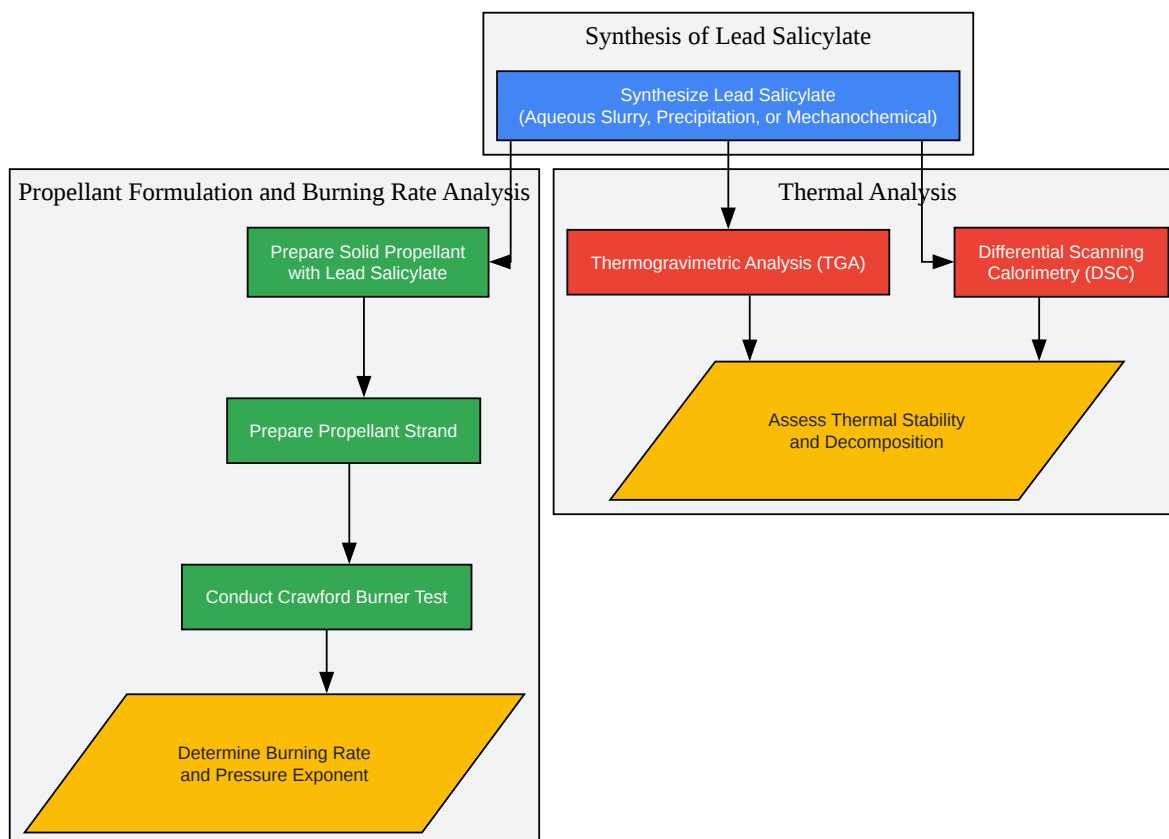 Synthesis of Lead Salicylate
Synthesize Lead Salicylate
(Aqueous Slurry, Precipitation, or Mechanochemical)
Propellant Formulation and Burning Rate Analysis
Prepare Solid Propellant
with Lead Salicylate
Prepare Propellant Strand
Conduct Crawford Burner Test
Determine Burning Rate
and Pressure Exponent
Thermal Analysis
Thermogravimetric Analysis (TGA)
Differential Scanning
Calorimetry (DSC)
Assess Thermal Stability
and Decomposition